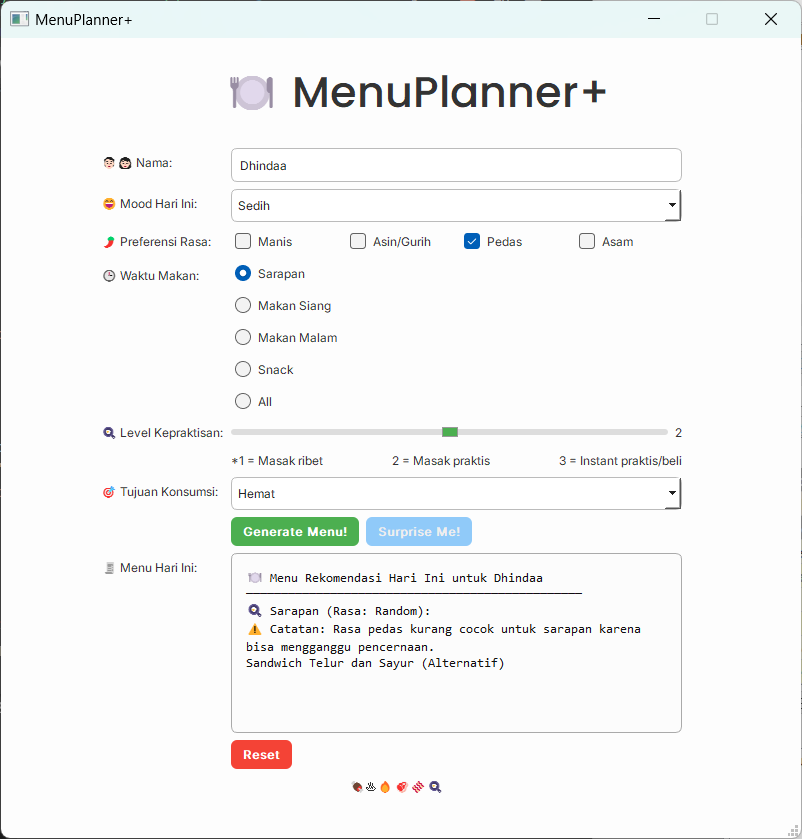 MenuPlanner+
🍽️ MenuPlanner+
Nama: Dhindaa
Mood Hari Ini: Sedih
Preferensi Rasa: Manis Asin/Gurih Pedas Asam
Waktu Makan: Sarapan
Makan Siang
Makan Malam
Snack
All
Level Kepraktisan: 2
*1 = Masak ribet 2 = Masak praktis 3 = Instant praktis/beli
Tujuan Konsumsi: Hemat
Generate Menu! Surprise Me!
Menu Hari Ini:
🍽️ Menu Rekomendasi Hari Ini untuk Dhindaa
🔍 Sarapan (Rasa: Random):
⚠️ Catatan: Rasa pedas kurang cocok untuk sarapan karena
bisa mengganggu pencernaan.
Sandwich Telur dan Sayur (Alternatif)
Reset